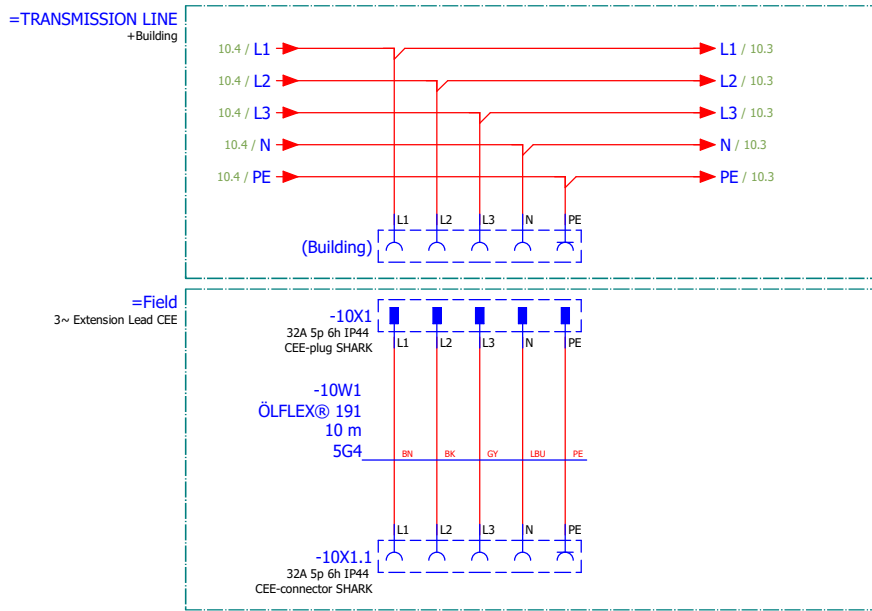 =TRANSMISSION LINE
+Building
10.4 / L1
L1 / 10.3
10.4 / L2
L2 / 10.3
10.4 / L3
L3 / 10.3
10.4 / N
N / 10.3
10.4 / PE
PE / 10.3
L1 L2 L3 N PE
(Building)
=Field
3~ Extension Lead CEE
-10X1
32A 5p 6h IP44
CEE-plug SHARK
L1 L2 L3 N PE
-10W1
ÖLFLEX® 191
10 m
5G4
BN BK GY LBU PE
L1 L2 L3 N PE
-10X1.1
32A 5p 6h IP44
CEE-connector SHARK